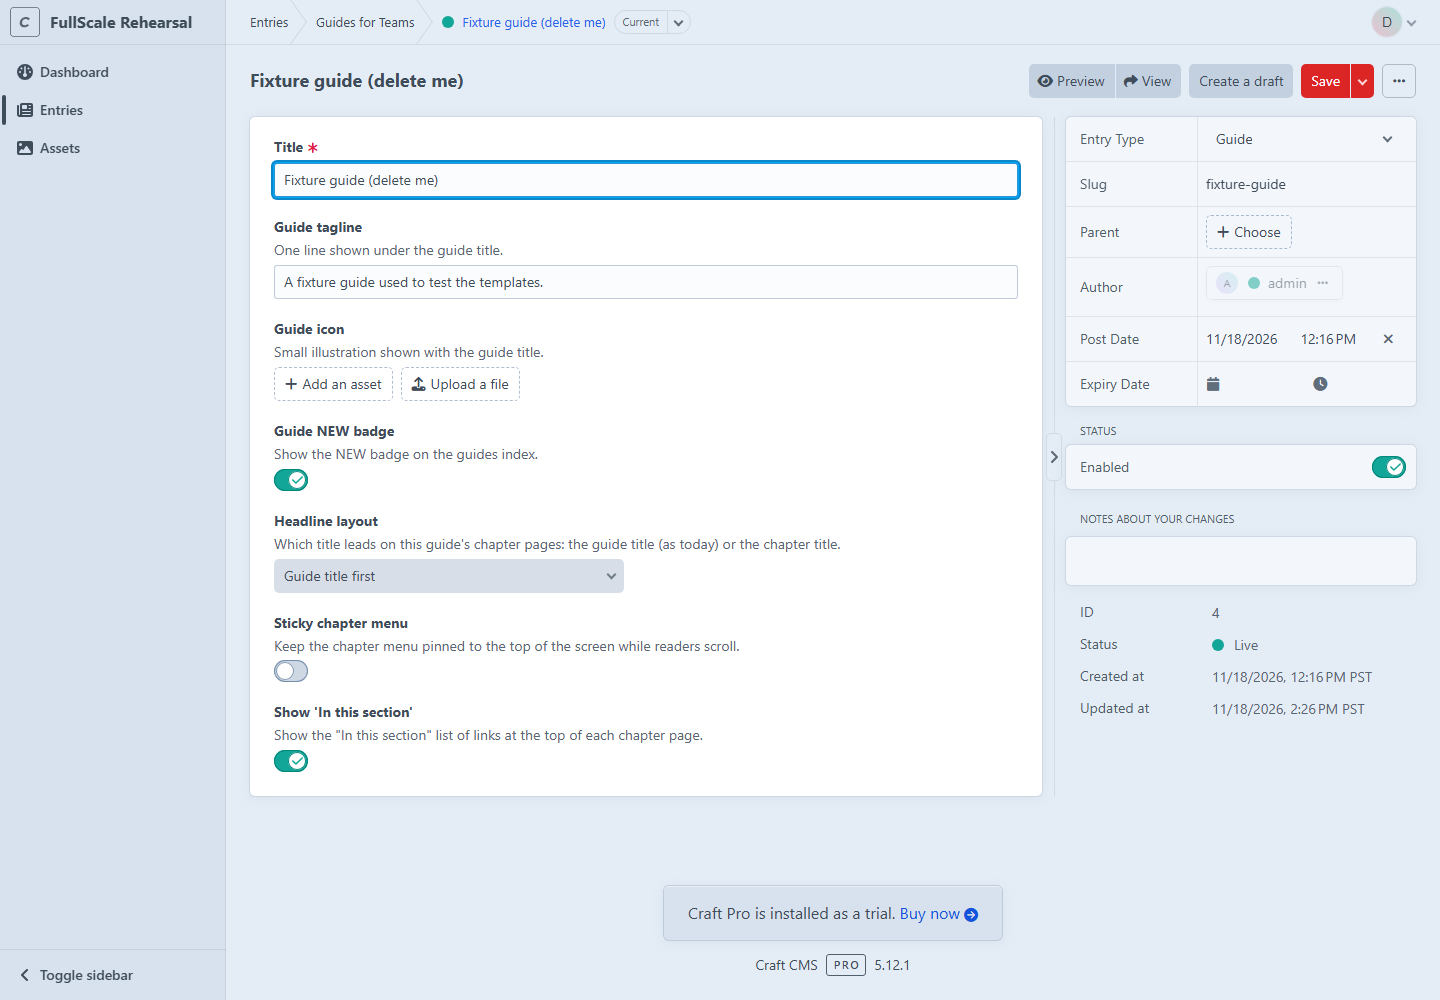 C FullScale Rehearsal
Entries Guides for Teams Fixture guide (delete me) Current
D
Dashboard
Entries
Assets
Toggle sidebar
Fixture guide (delete me)
Preview View Create a draft Save
Title *
Fixture guide (delete me)
Guide tagline
One line shown under the guide title.
A fixture guide used to test the templates.
Guide icon
Small illustration shown with the guide title.
Add an asset Upload a file
Guide NEW badge
Show the NEW badge on the guides index.
Headline layout
Which title leads on this guide's chapter pages: the guide title (as today) or the chapter title.
Guide title first
Sticky chapter menu
Keep the chapter menu pinned to the top of the screen while readers scroll.
Show 'In this section'
Show the "In this section" list of links at the top of each chapter page.
Entry Type Guide
Slug fixture-guide
Parent + Choose
Author A admin
Post Date 11/18/2026 12:16 PM
Expiry Date
STATUS
Enabled
NOTES ABOUT YOUR CHANGES
ID 4
Status Live
Created at 11/18/2026, 12:16 PM PST
Updated at 11/18/2026, 2:26 PM PST
Craft Pro is installed as a trial. Buy now
Craft CMS PRO 5.12.1